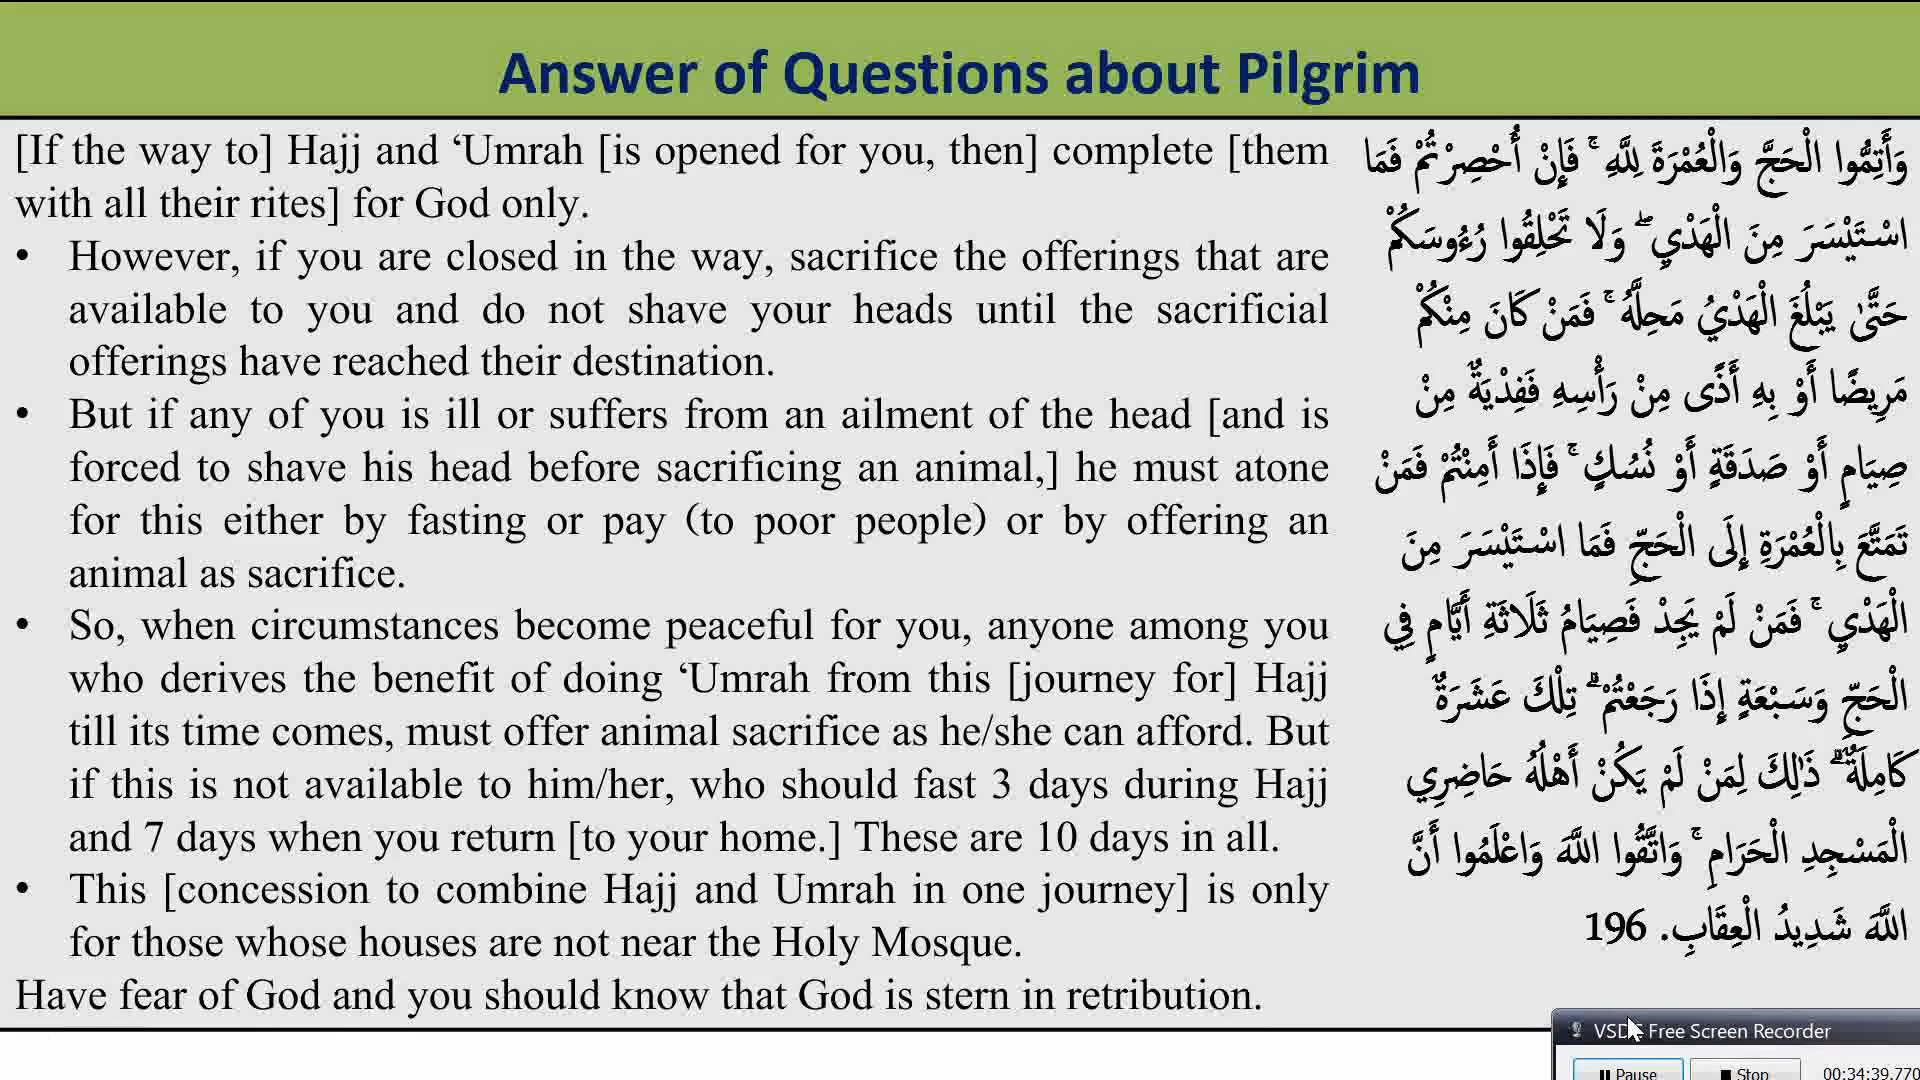 Answer of Questions about Pilgrim
[If the way to] Hajj and ‘Umrah [is opened for you, then] complete [them
with all their rites] for God only.
• However, if you are closed in the way, sacrifice the offerings that are
available to you and do not shave your heads until the sacrificial
offerings have reached their destination.
• But if any of you is ill or suffers from an ailment of the head [and is
forced to shave his head before sacrificing an animal,] he must atone
for this either by fasting or pay (to poor people) or by offering an
animal as sacrifice.
• So, when circumstances become peaceful for you, anyone among you
who derives the benefit of doing ‘Umrah from this [journey for] Hajj
till its time comes, must offer animal sacrifice as he/she can afford. But
if this is not available to him/her, who should fast 3 days during Hajj
and 7 days when you return [to your home.] These are 10 days in all.
• This [concession to combine Hajj and Umrah in one journey] is only
for those whose houses are not near the Holy Mosque.
Have fear of God and you should know that God is stern in retribution.
وَأَتِمُّوا الْحَجَّ وَالْعُمْرَةَ لِلَّهِ ۚ فَإِنْ أُحْصِرْتُمْ فَمَا
اسْتَيْسَرَ مِنَ الْهَدْيِ ۖ وَلَا تَحْلِقُوا رُءُوسَكُمْ
حَتَّىٰ يَبْلُغَ الْهَدْيُ مَحِلَّهُ ۚ فَمَنْ كَانَ مِنْكُمْ
مَرِيضًا أَوْ بِهِ أَذًى مِنْ رَأْسِهِ فَفِدْيَةٌ مِنْ
صِيَامٍ أَوْ صَدَقَةٍ أَوْ نُسُكٍ ۚ فَإِذَا أَمِنْتُمْ فَمَنْ
تَمَتَّعَ بِالْعُمْرَةِ إِلَى الْحَجِّ فَمَا اسْتَيْسَرَ مِنَ
الْهَدْيِ ۚ فَمَنْ لَمْ يَجِدْ فَصِيَامُ ثَلَاثَةِ أَيَّامٍ فِي
الْحَجِّ وَسَبْعَةٍ إِذَا رَجَعْتُمْ ۗ تِلْكَ عَشَرَةٌ
كَامِلَةٌ ۗ ذَٰلِكَ لِمَنْ لَمْ يَكُنْ أَهْلُهُ حَاضِرِي
الْمَسْجِدِ الْحَرَامِ ۚ وَاتَّقُوا اللَّهَ وَاعْلَمُوا أَنَّ
اللَّهَ شَدِيدُ الْعِقَابِ. 196
Free Screen Recorder
Pause Stop 00:34:39.770